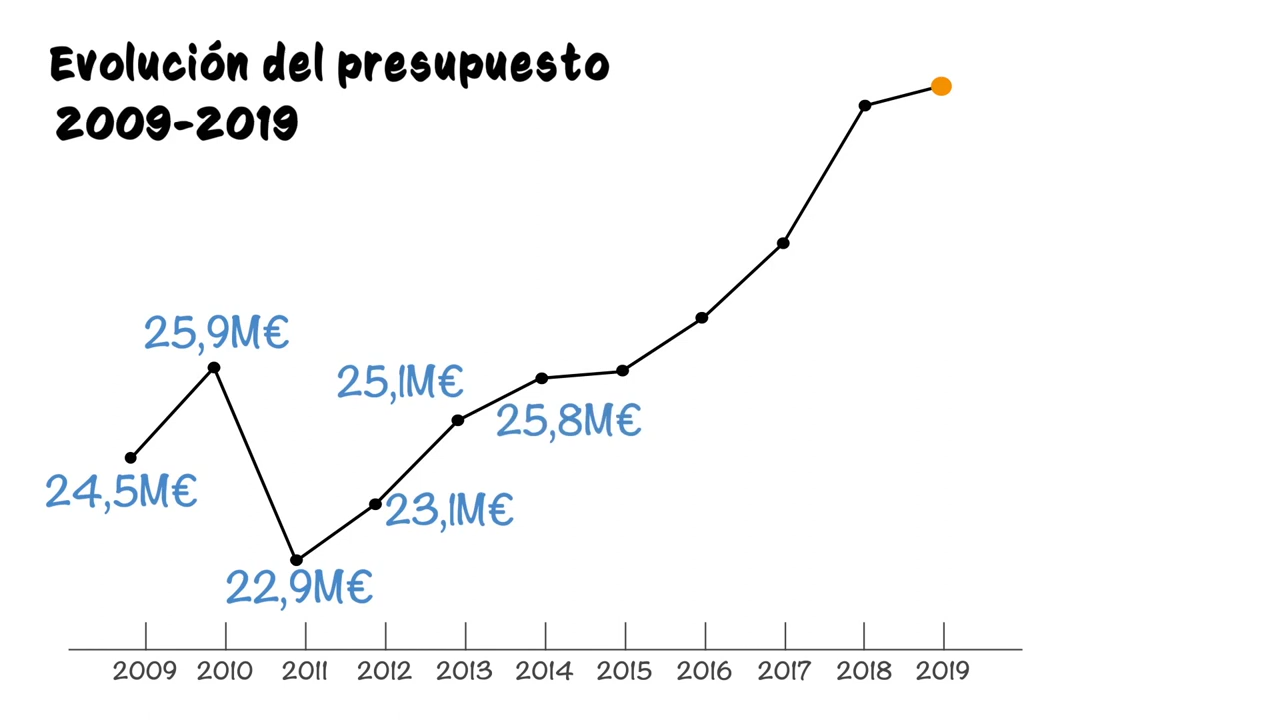 Evolución del presupuesto
2009-2019
25,9M€
25,1M€
25,8M€
24,5M€
23,1M€
22,9M€
2009 2010 2011 2012 2013 2014 2015 2016 2017 2018 2019